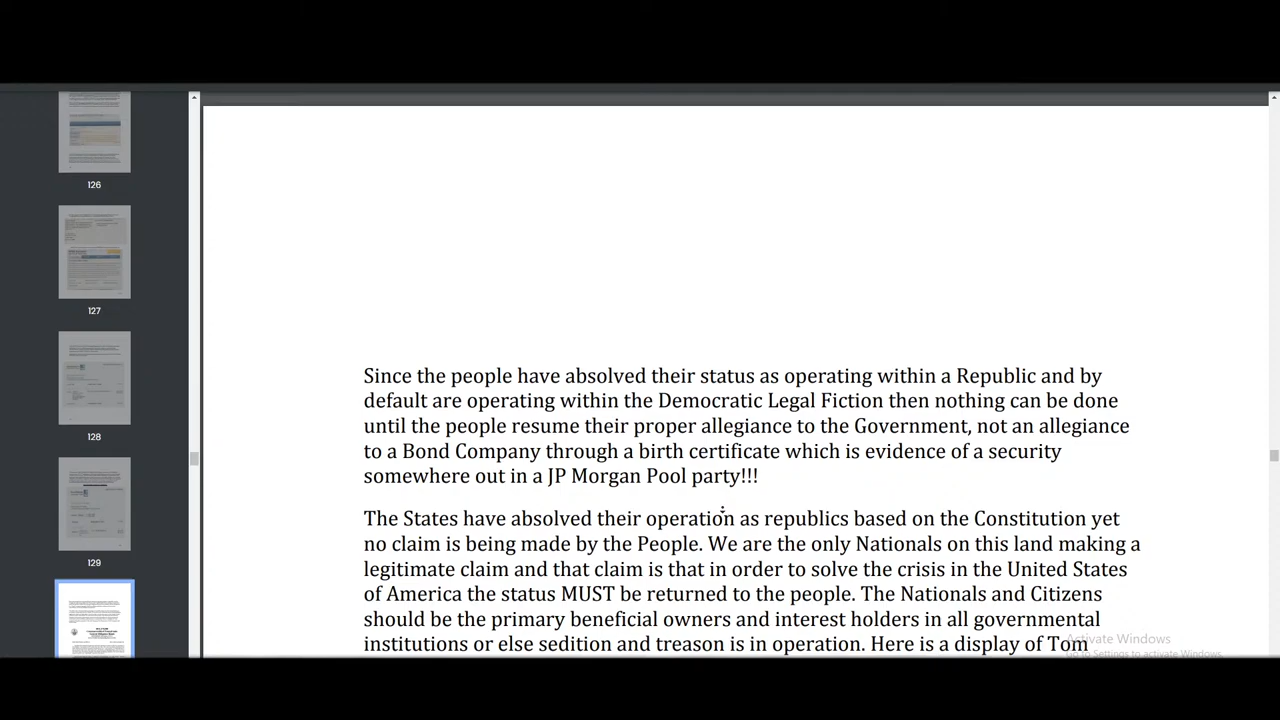 126
127
128
129
Since the people have absolved their status as operating within a Republic and by
default are operating within the Democratic Legal Fiction then nothing can be done
until the people resume their proper allegiance to the Government, not an allegiance
to a Bond Company through a birth certificate which is evidence of a security
somewhere out in a JP Morgan Pool party!!!
The States have absolved their operation as republics based on the Constitution yet
no claim is being made by the People. We are the only Nationals on this land making a
legitimate claim and that claim is that in order to solve the crisis in the United States
of America the status MUST be returned to the people. The Nationals and Citizens
should be the primary beneficial owners and interest holders in all governmental
institutions or else sedition and treason is in operation. Here is a display of Tom
Activate Windows
Go to Settings to activate Windows.